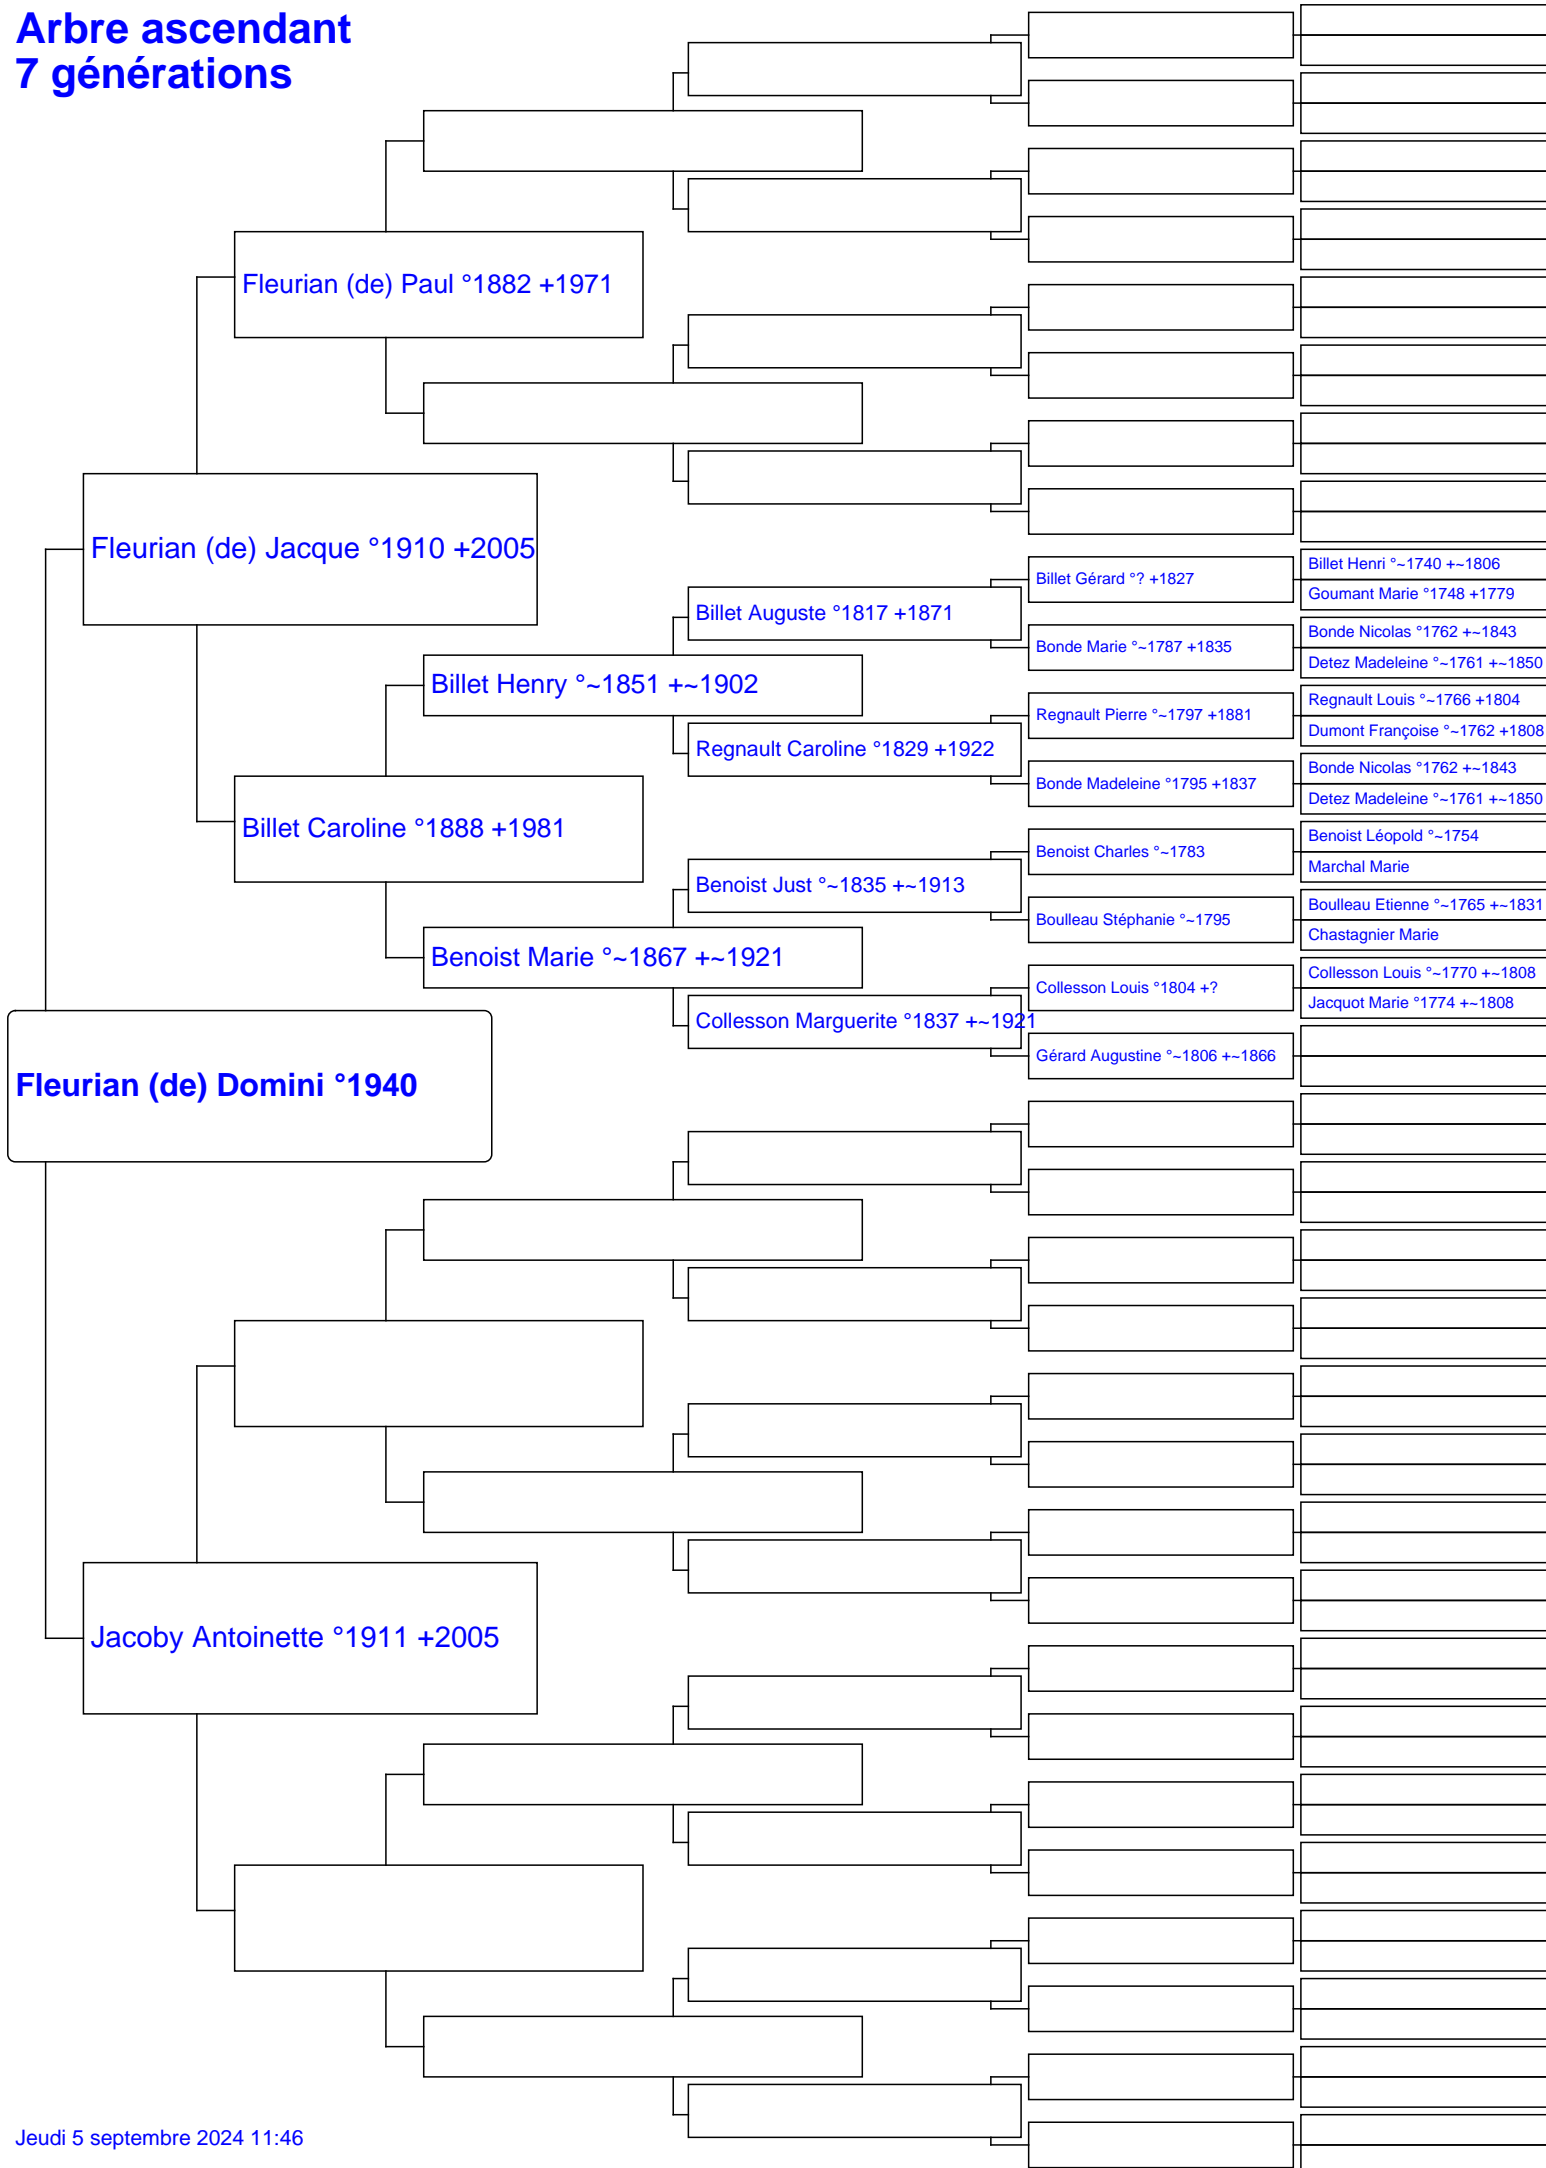 Arbre ascendant
7 générations
Fleurian (de) Paul °1882 +1971
Fleurian (de) Jacque °1910 +2005
Billet Henri °~1740 +~1806
Billet Gérard °? +1827
Goumant Marie °1748 +1779
Billet Auguste °1817 +1871
Bonde Nicolas °1762 +~1843
Bonde Marie °~1787 +1835
Detez Madeleine °~1761 +~1850
Billet Henry °~1851 +~1902
Regnault Louis °~1766 +1804
Regnault Pierre °~1797 +1881
Dumont Françoise °~1762 +1808
Regnault Caroline °1829 +1922
Bonde Nicolas °1762 +~1843
Bonde Madeleine °1795 +1837
Detez Madeleine °~1761 +~1850
Billet Caroline °1888 +1981
Benoist Léopold °~1754
Benoist Charles °~1783
Marchal Marie
Benoist Just °~1835 +~1913
Boulleau Etienne °~1765 +~1831
Boulleau Stéphanie °~1795
Chastagnier Marie
Benoist Marie °~1867 +~1921
Collesson Louis °~1770 +~1808
Collesson Louis °1804 +?
Jacquot Marie °1774 +~1808
Collesson Marguerite °1837 +~1921
Gérard Augustine °~1806 +~1866
Fleurian (de) Domini °1940
Jacoby Antoinette °1911 +2005
Jeudi 5 septembre 2024 11:46